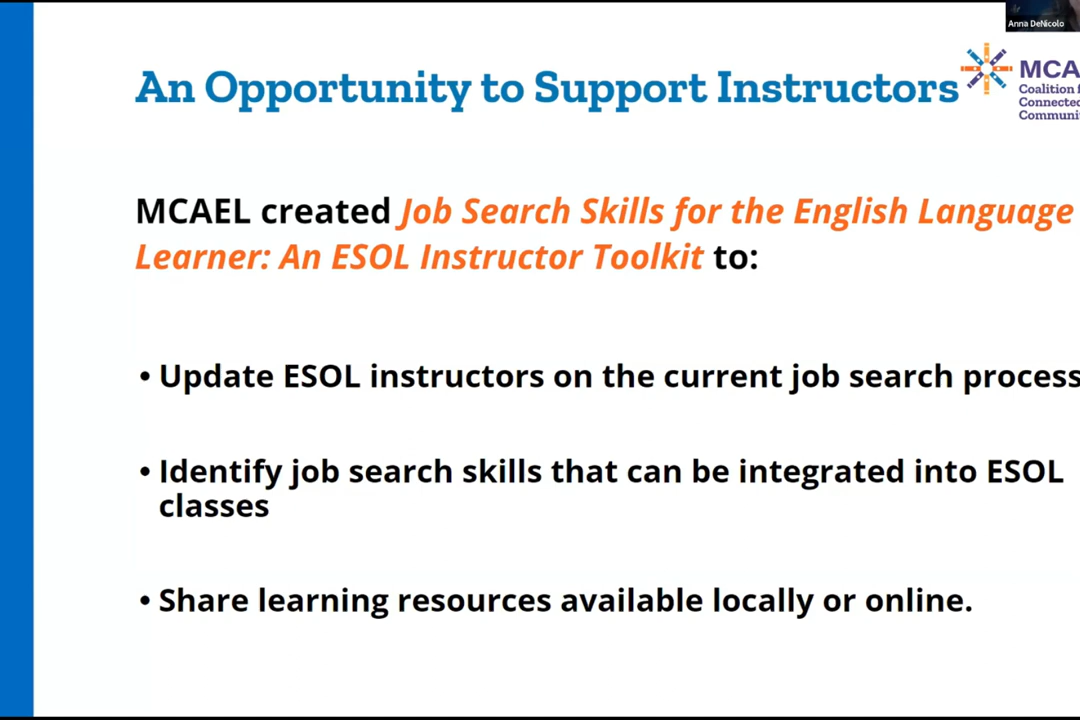 Anna DeNicolo
An Opportunity to Support Instructors
MCA
Coalition f
Connected
Communi
MCAEL created Job Search Skills for the English Language
Learner: An ESOL Instructor Toolkit to:
• Update ESOL instructors on the current job search process
• Identify job search skills that can be integrated into ESOL
classes
• Share learning resources available locally or online.